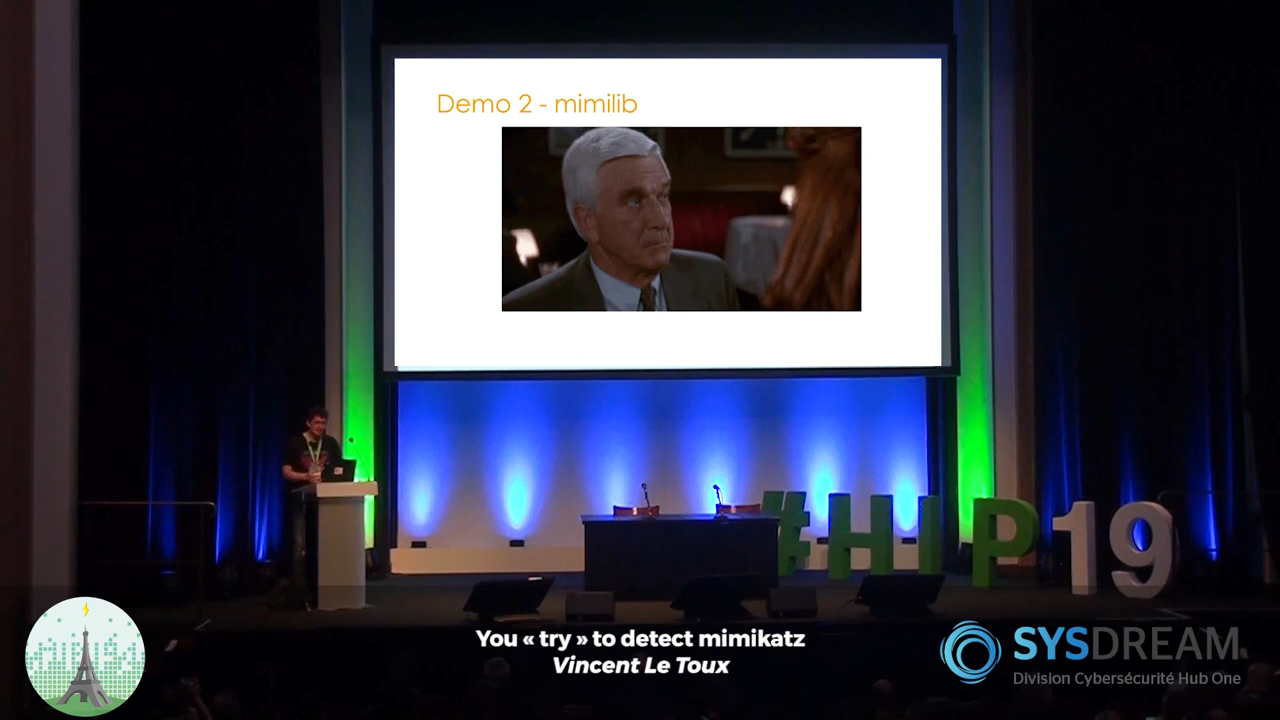 Demo 2 - mimilib
#HIP19
You « try » to detect mimikatz
Vincent Le Toux
SYSDREAM
Division Cybersécurité Hub One